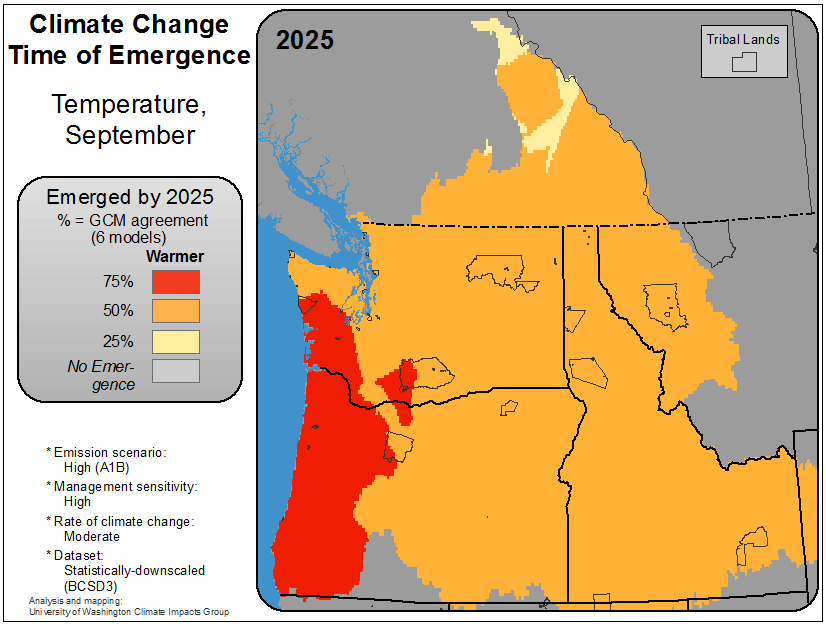 Climate Change
Time of Emergence
Temperature,
September
Emerged by 2025
% = GCM agreement
(6 models)
Warmer
75%
50%
25%
No Emer-
gence
* Emission scenario:
High (A1B)
* Management sensitivity:
High
* Rate of climate change:
Moderate
* Dataset:
Statistically-downscaled
(BCSD3)
Analysis and mapping:
University of Washington Climate Impacts Group
2025
Tribal Lands